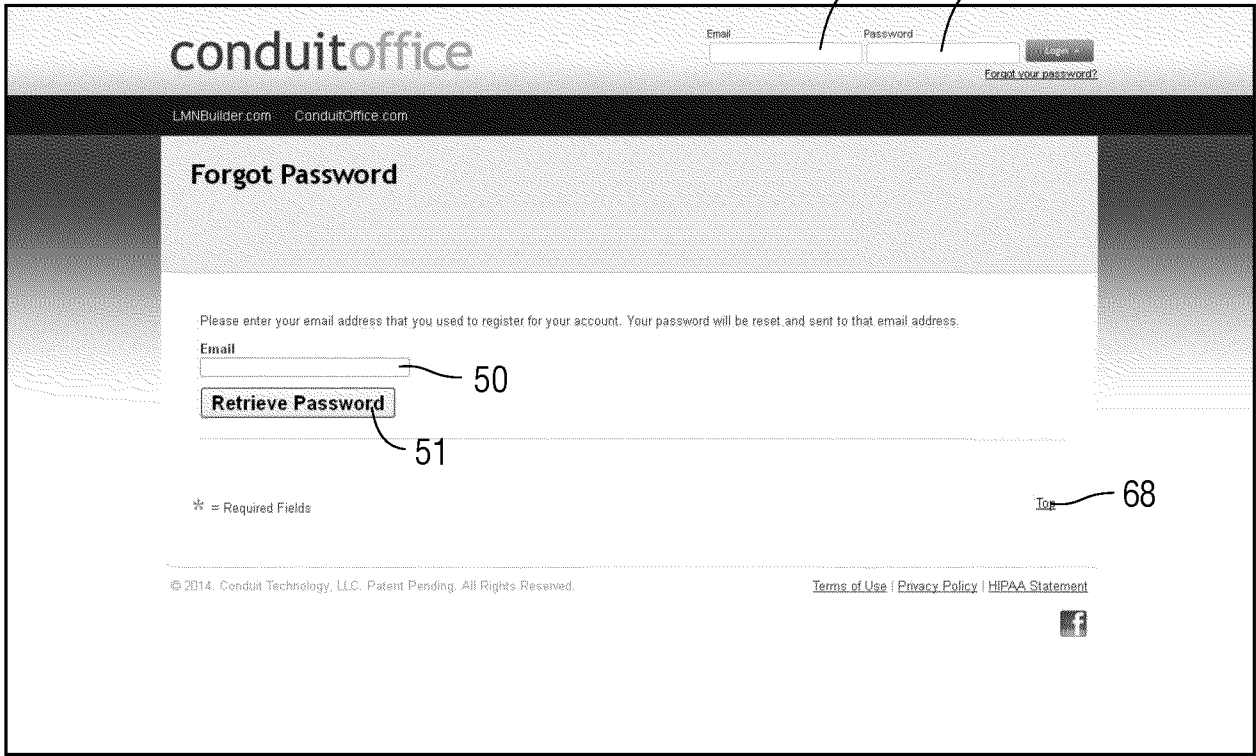 conduitoffice
Email Password
Login
Forgot your password?
LMNBuilder.com ConduitOffice.com
Forgot Password
Please enter your email address that you used to register for your account. Your password will be reset and sent to that email address.
Email
50
Retrieve Password
51
* = Required Fields
Top 68
© 2014. Conduit Technology, LLC. Patent Pending. All Rights Reserved.
Terms of Use | Privacy Policy | HIPAA Statement
f